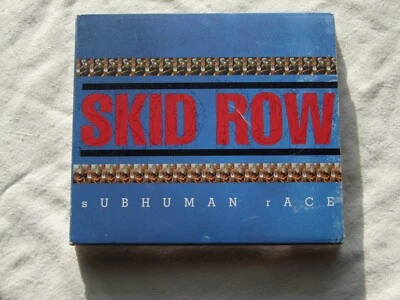 SKID ROW
sUBHUMAN rACE